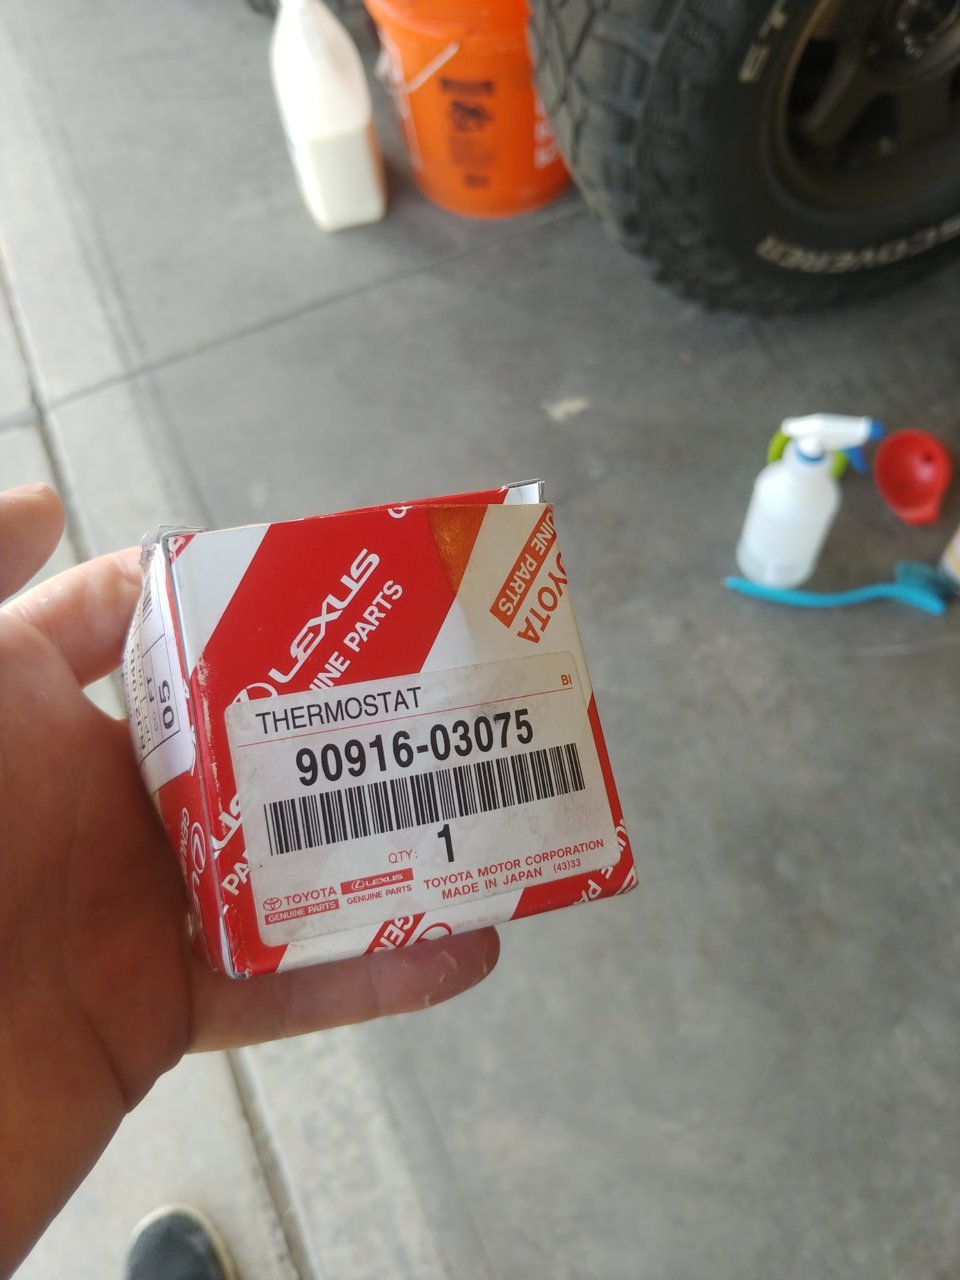 S/T
DISCOVERER
LEXUS
GENUINE PARTS
TOYOTA
GENUINE PARTS
THERMOSTAT
BI
90916-03075
QTY: 1
TOYOTA
GENUINE PARTS
LEXUS
GENUINE PARTS
TOYOTA MOTOR CORPORATION
MADE IN JAPAN (43)33
05